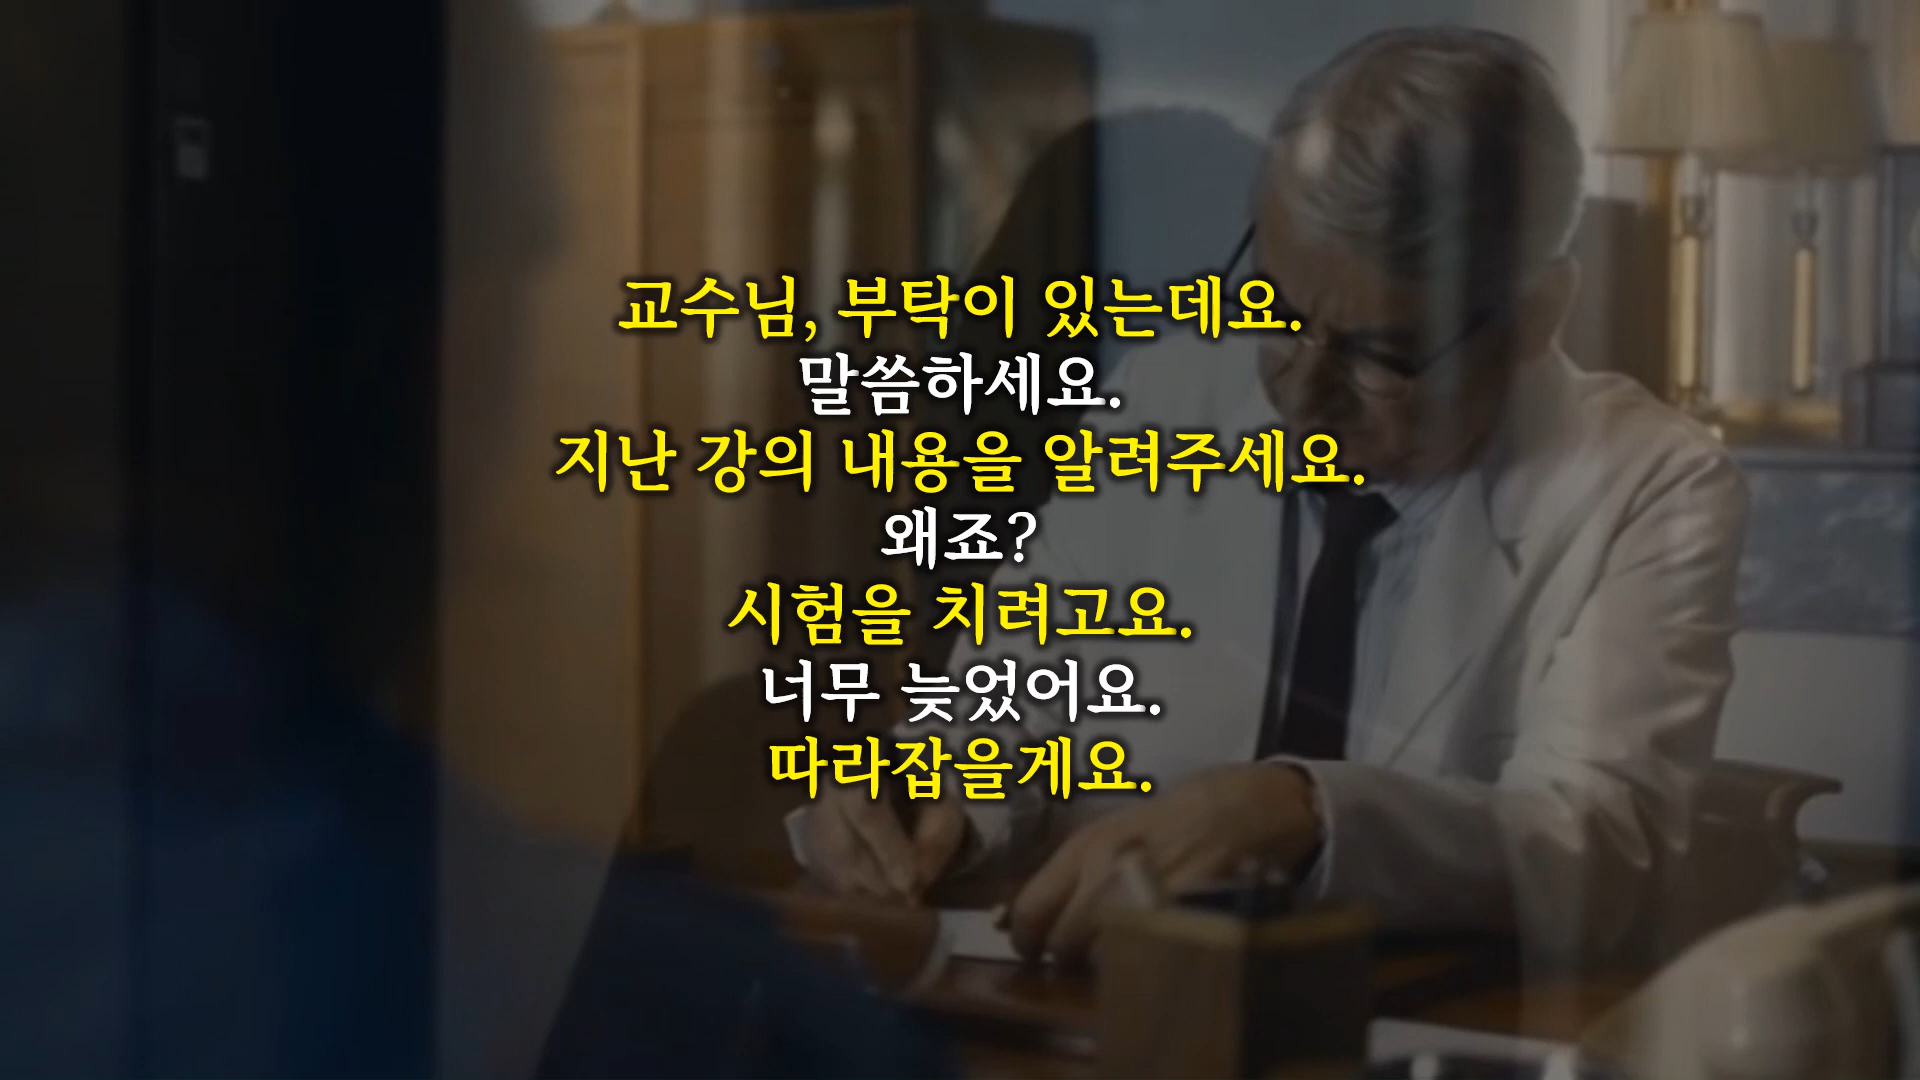 교수님, 부탁이 있는데요.
말씀하세요.
지난 강의 내용을 알려주세요.
왜죠?
시험을 치려고요.
너무 늦었어요.
따라잡을게요.